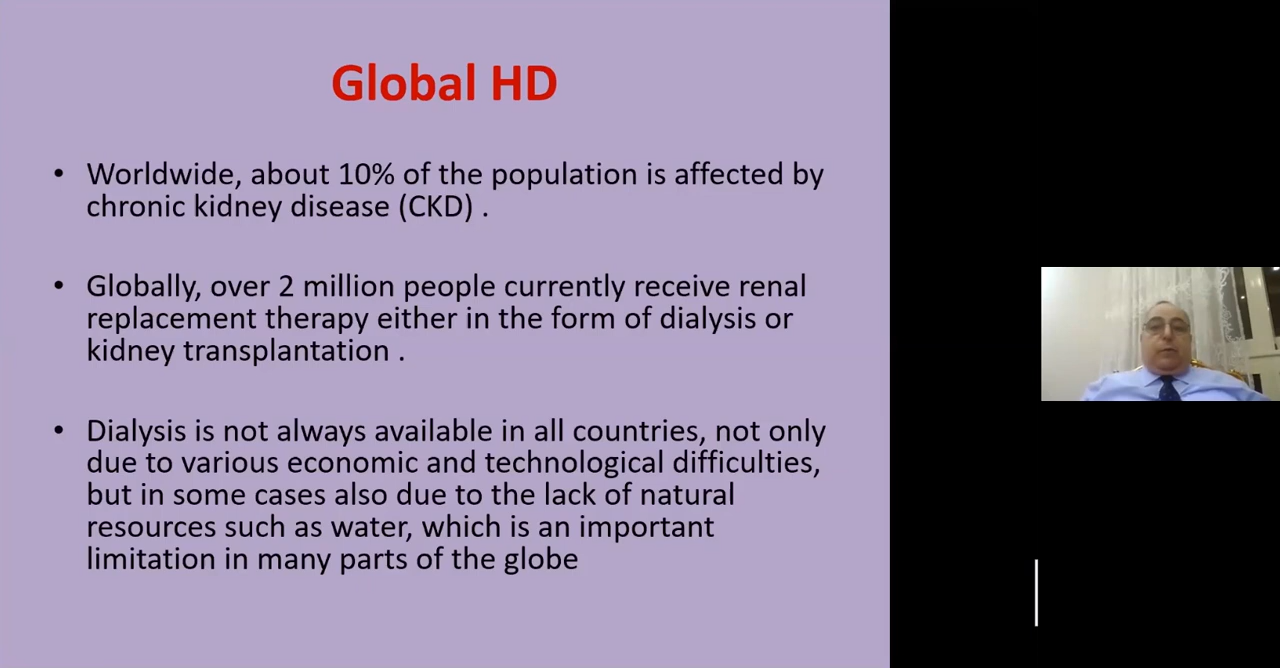 Global HD
• Worldwide, about 10% of the population is affected by
chronic kidney disease (CKD) .
• Globally, over 2 million people currently receive renal
replacement therapy either in the form of dialysis or
kidney transplantation .
• Dialysis is not always available in all countries, not only
due to various economic and technological difficulties,
but in some cases also due to the lack of natural
resources such as water, which is an important
limitation in many parts of the globe